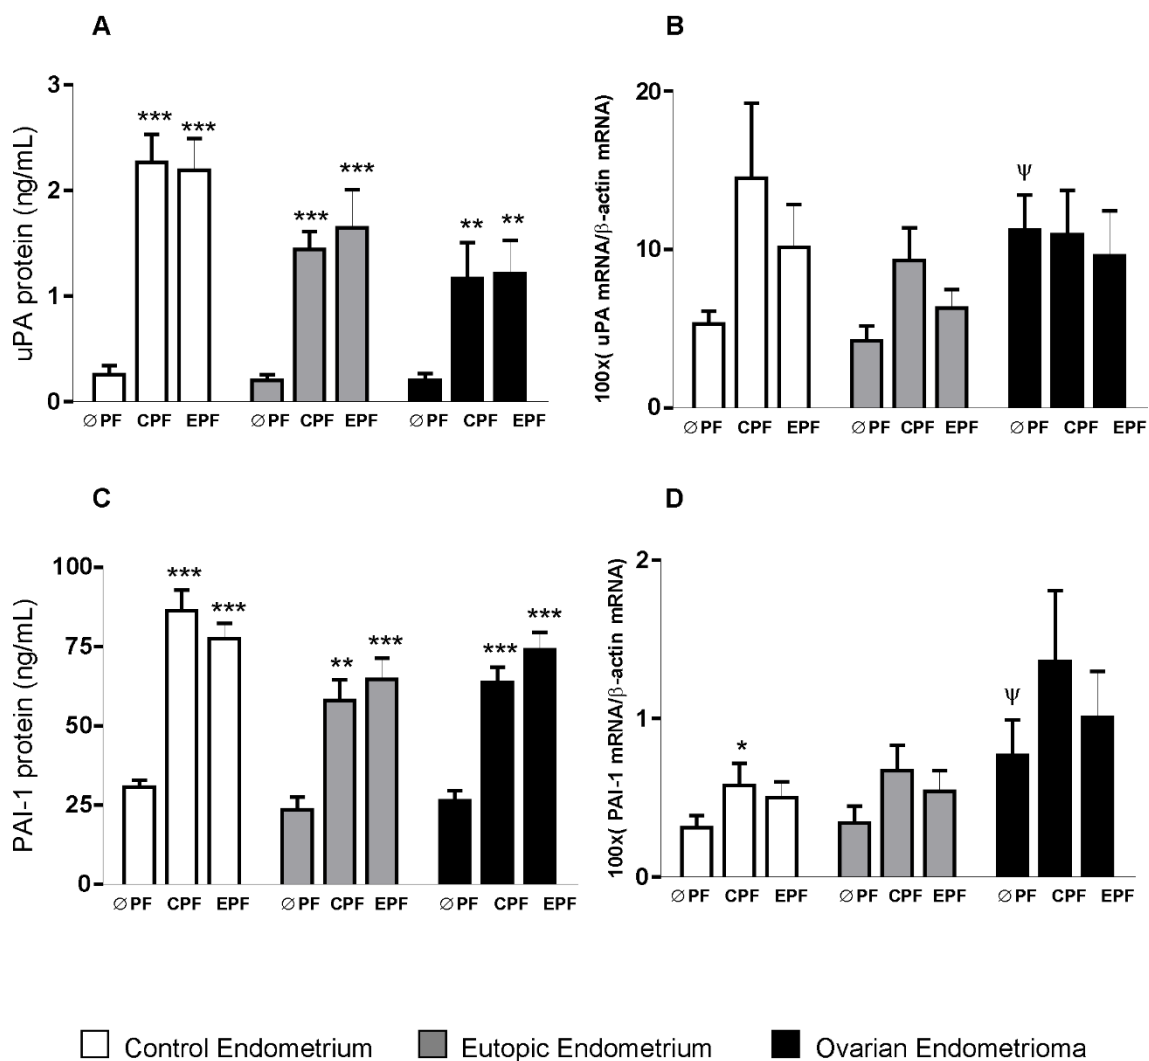 A
uPA protein (ng/mL)
3
2
1
0
***
***
***
***
**
**
∅ PF CPF EPF ∅ PF CPF EPF ∅ PF CPF EPF
B
100x( uPA mRNA/β-actin mRNA)
20
10
0
ψ
∅ PF CPF EPF ∅ PF CPF EPF ∅ PF CPF EPF
C
PAI-1 protein (ng/mL)
100
75
50
25
0
***
***
**
***
***
***
∅ PF CPF EPF ∅ PF CPF EPF ∅ PF CPF EPF
D
100x( PAI-1 mRNA/β-actin mRNA)
2
1
0
*
ψ
∅ PF CPF EPF ∅ PF CPF EPF ∅ PF CPF EPF
Control Endometrium Eutopic Endometrium Ovarian Endometrioma